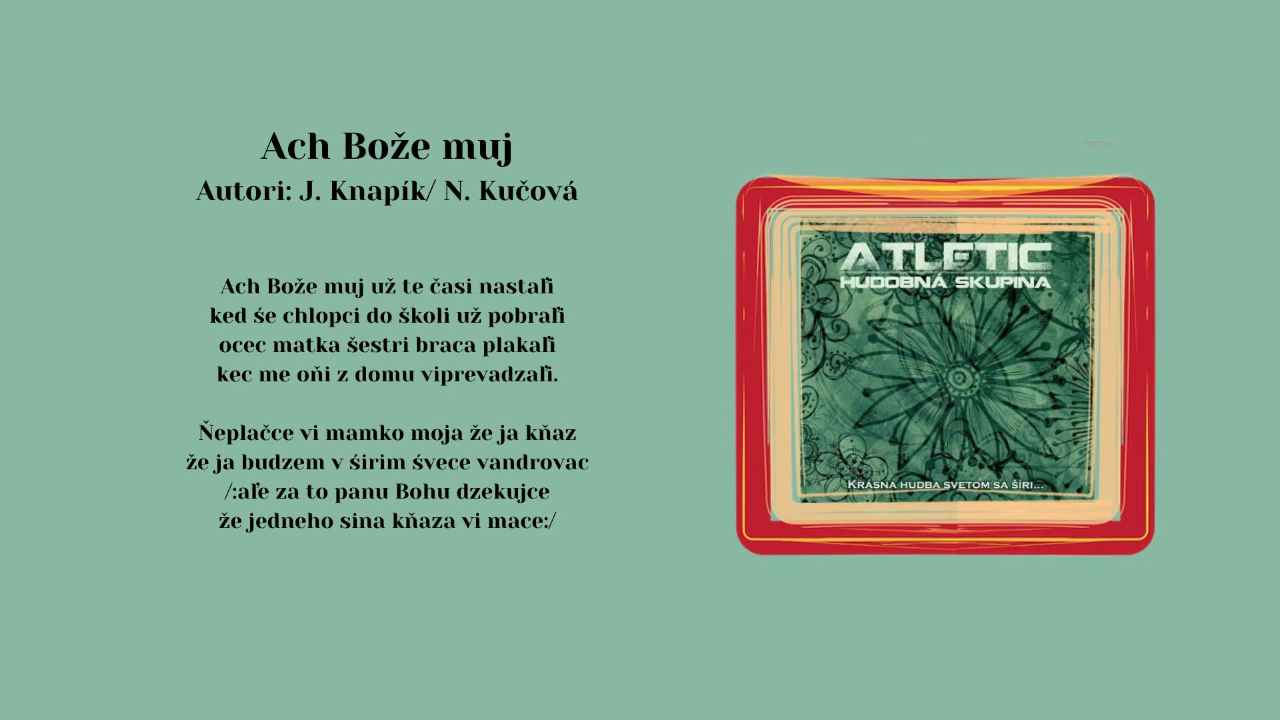 Ach Bože muj
Autori: J. Knapík/ N. Kučová
Ach Bože muj už te časi nastaľi
ked śe chlopci do školi už pobraľi
ocec matka šestri braca plakaľi
kec me oňi z domu viprevadzaľi.
Ňeplačce vi mamko moja že ja kňaz
že ja budzem v śirim śvece vandrovac
/:aľe za to panu Bohu dzekujce
že jedneho sina kňaza vi mace:/
ATLETIC
HUDOBNÁ SKUPINA
Krásna hudba svetom sa šíri...